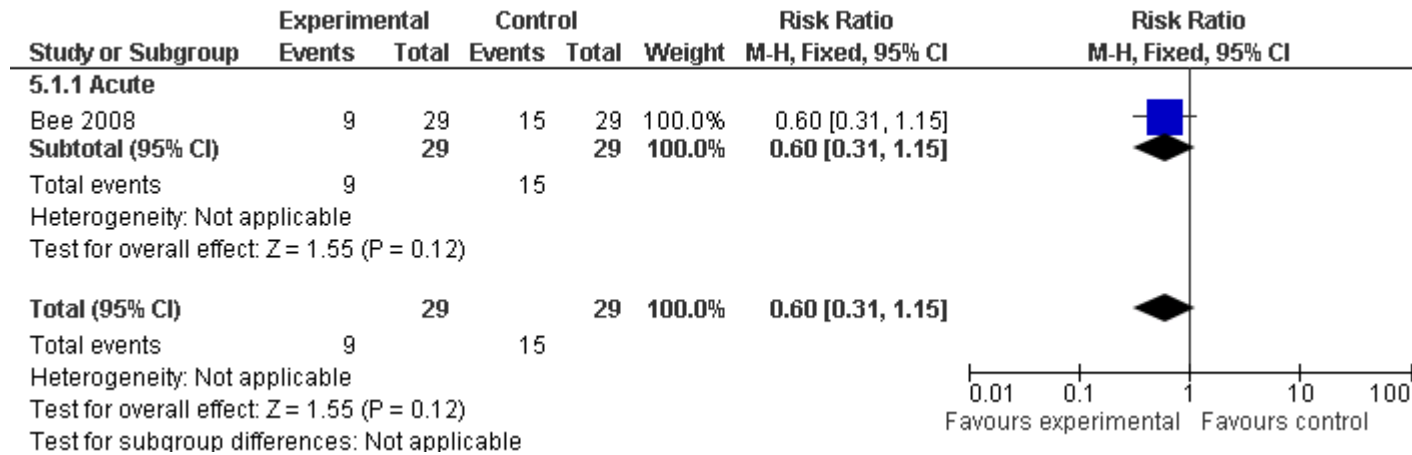 Experimental Control Risk Ratio Risk Ratio
Study or Subgroup Events Total Events Total Weight M-H, Fixed, 95% CI M-H, Fixed, 95% CI
5.1.1 Acute
Bee 2008 9 29 15 29 100.0% 0.60 [0.31, 1.15]
Subtotal (95% CI) 29 29 100.0% 0.60 [0.31, 1.15]
Total events 9 15
Heterogeneity: Not applicable
Test for overall effect: Z = 1.55 (P = 0.12)
Total (95% CI) 29 29 100.0% 0.60 [0.31, 1.15]
Total events 9 15
Heterogeneity: Not applicable
Test for overall effect: Z = 1.55 (P = 0.12)
Test for subgroup differences: Not applicable
0.01 0.1 1 10 100
Favours experimental Favours control